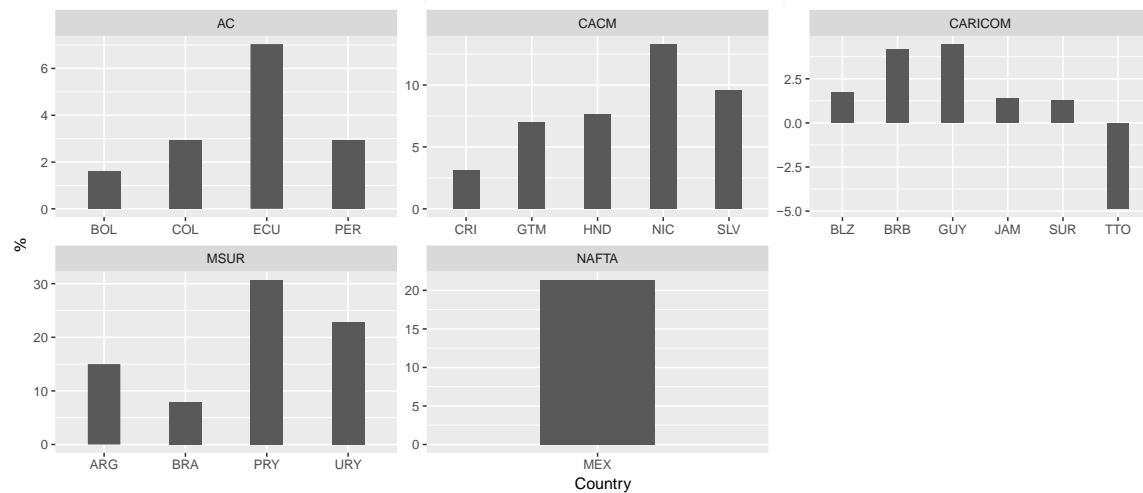 AC
6
4
2
0
BOL COL ECU PER
CACM
10
5
0
CRI GTM HND NIC SLV
CARICOM
2.5
0.0
−2.5
−5.0
BLZ BRB GUY JAM SUR TTO
%
MSUR
30
20
10
0
ARG BRA PRY URY
NAFTA
20
15
10
5
0
MEX
Country